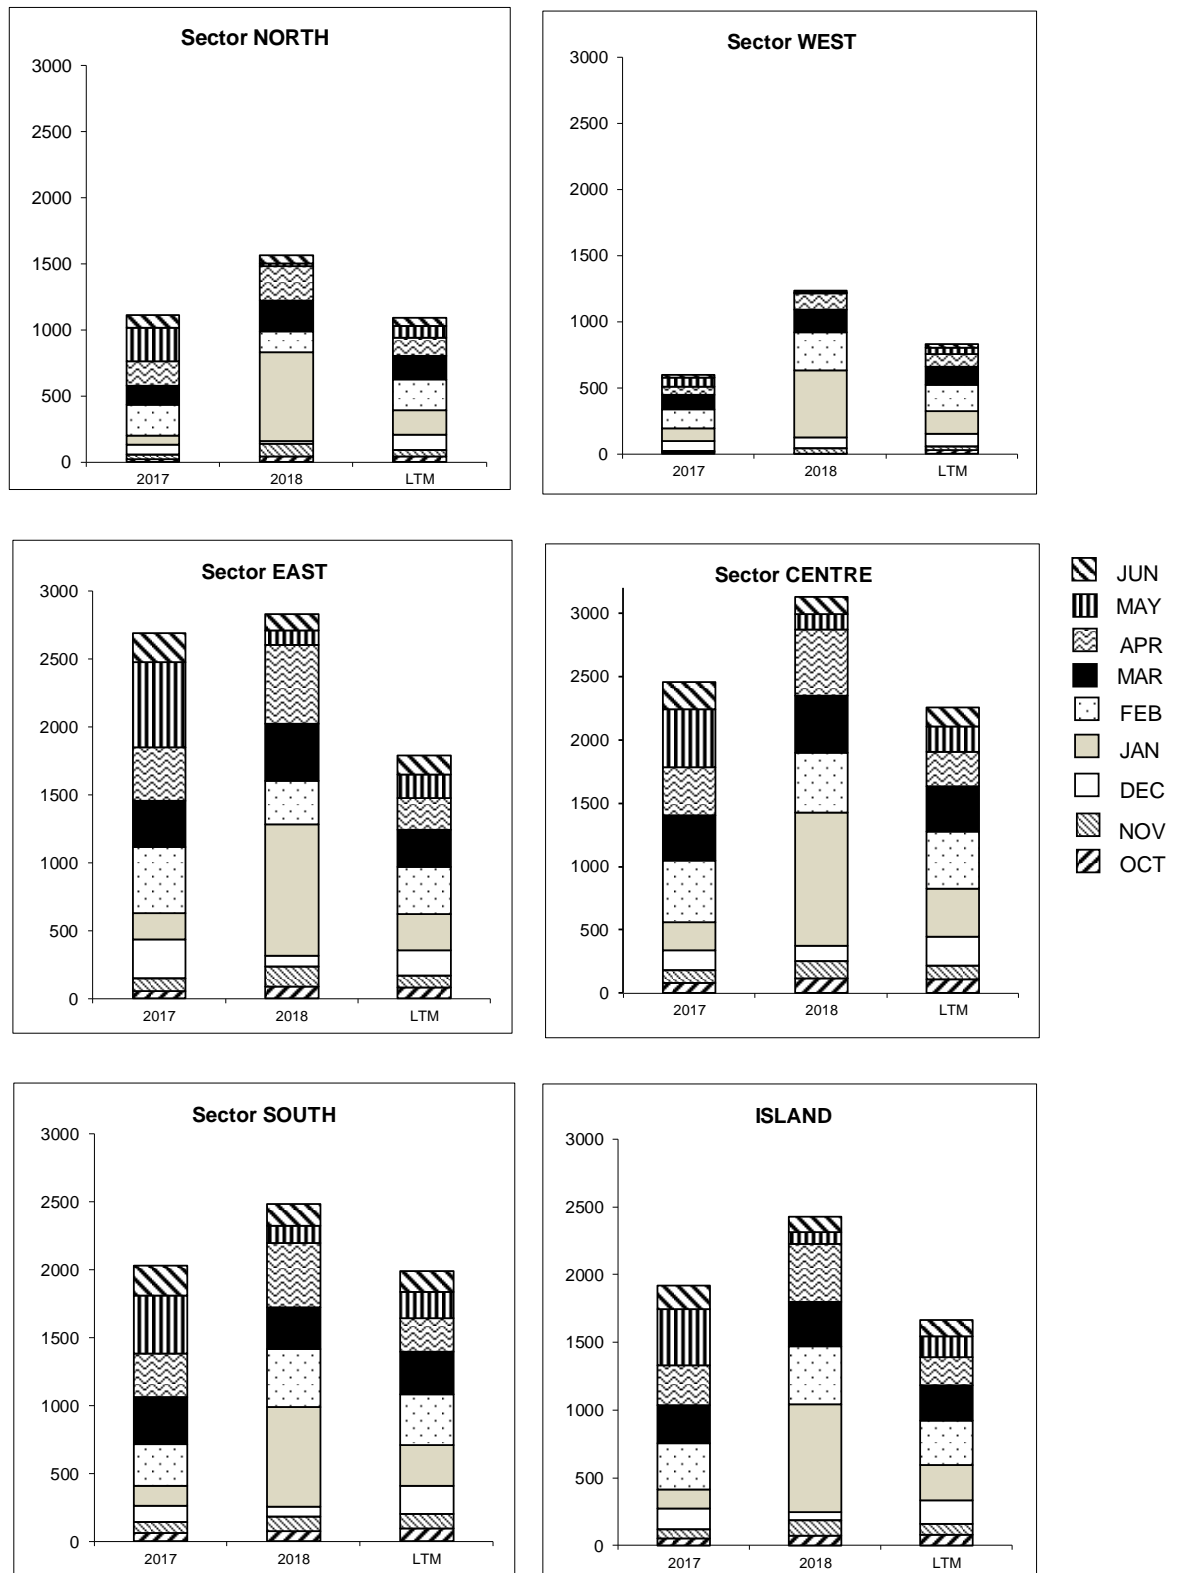 Sector NORTH
3000
2500
2000
1500
1000
500
0
2017 2018 LTM
Sector WEST
3000
2500
2000
1500
1000
500
0
2017 2018 LTM
Sector EAST
3000
2500
2000
1500
1000
500
0
2017 2018 LTM
Sector CENTRE
3000
2500
2000
1500
1000
500
0
2017 2018 LTM
JUN
MAY
APR
MAR
FEB
JAN
DEC
NOV
OCT
Sector SOUTH
3000
2500
2000
1500
1000
500
0
2017 2018 LTM
ISLAND
3000
2500
2000
1500
1000
500
0
2017 2018 LTM